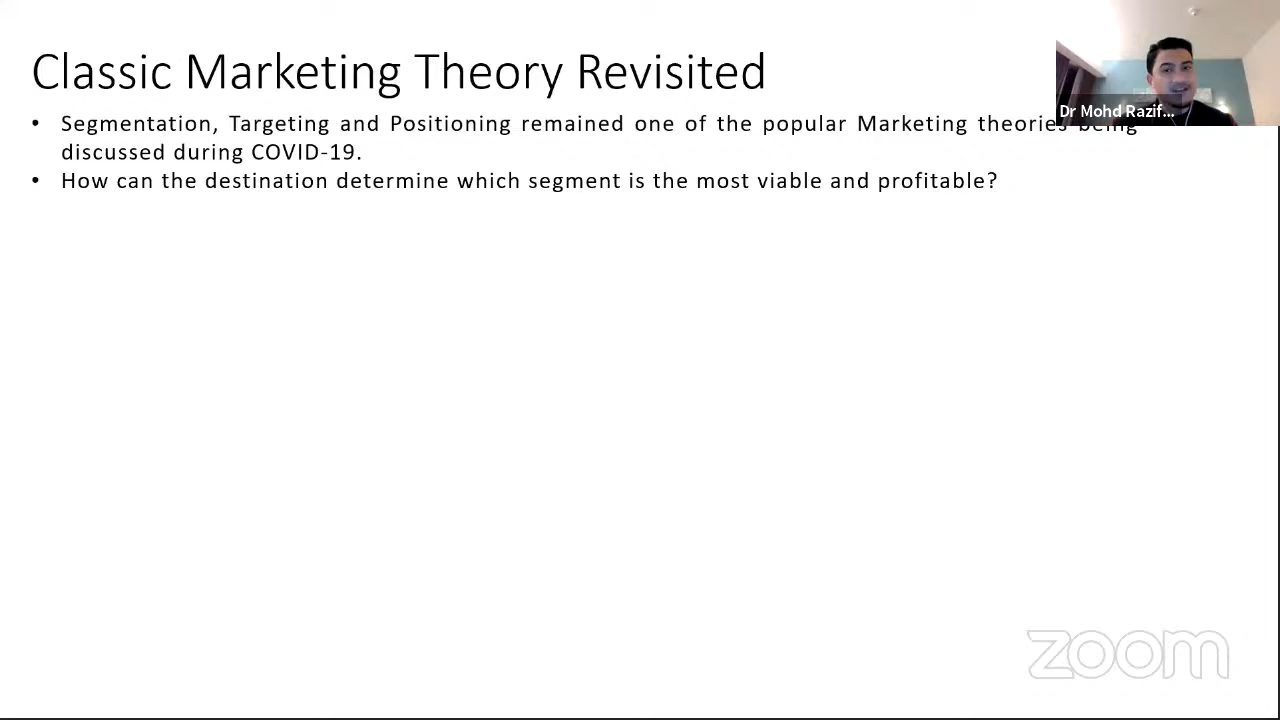 Classic Marketing Theory Revisited
Dr Mohd Razif...
• Segmentation, Targeting and Positioning remained one of the popular Marketing theories being
discussed during COVID-19.
• How can the destination determine which segment is the most viable and profitable?
zoom